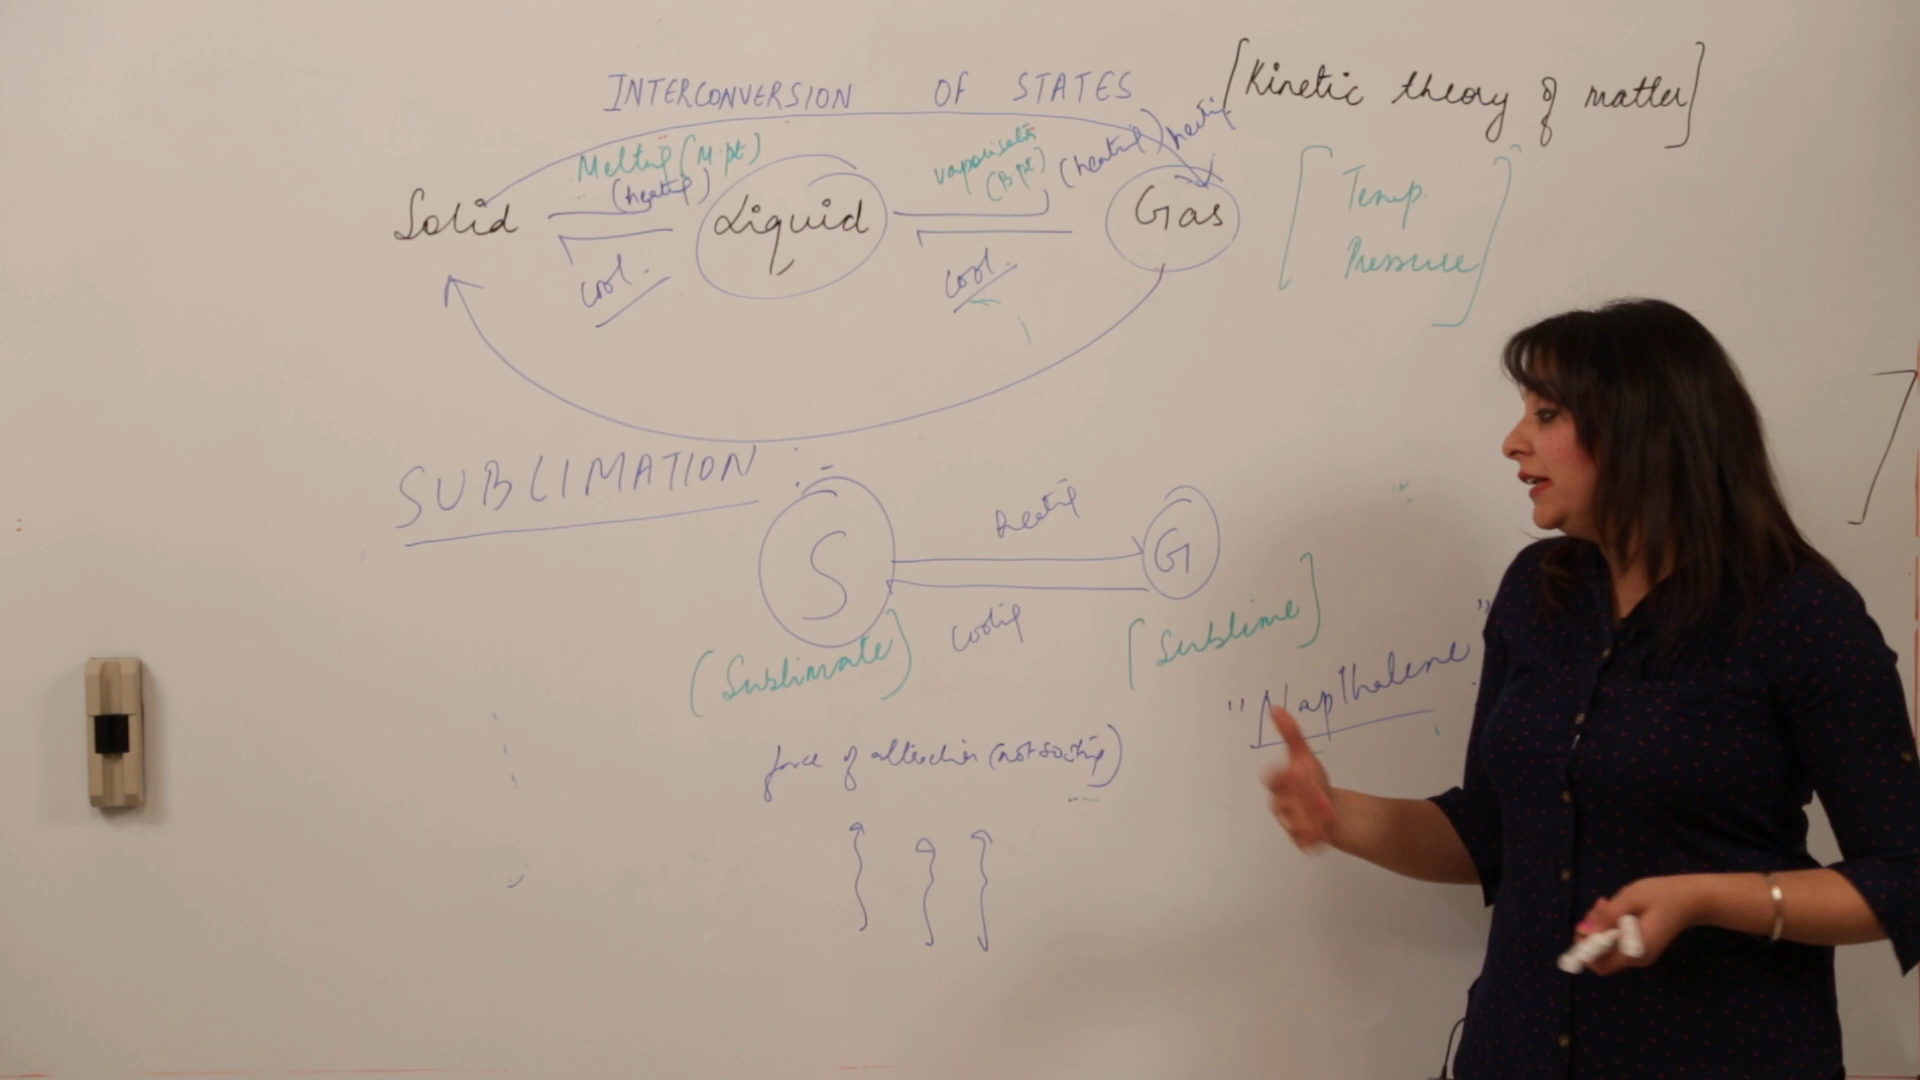 INTERCONVERSION OF STATES [Kinetic theory of matter]
Melting (M.pt) vaporisation (B.pt) (heating) heating
(heating)
Solid Liquid Gas [Temp. Pressure]
cool. cool.
SUBLIMATION :-
heating
S G
cooling
(Sublimate) [Sublime]
"Napthalene"
force of attraction (not strong)